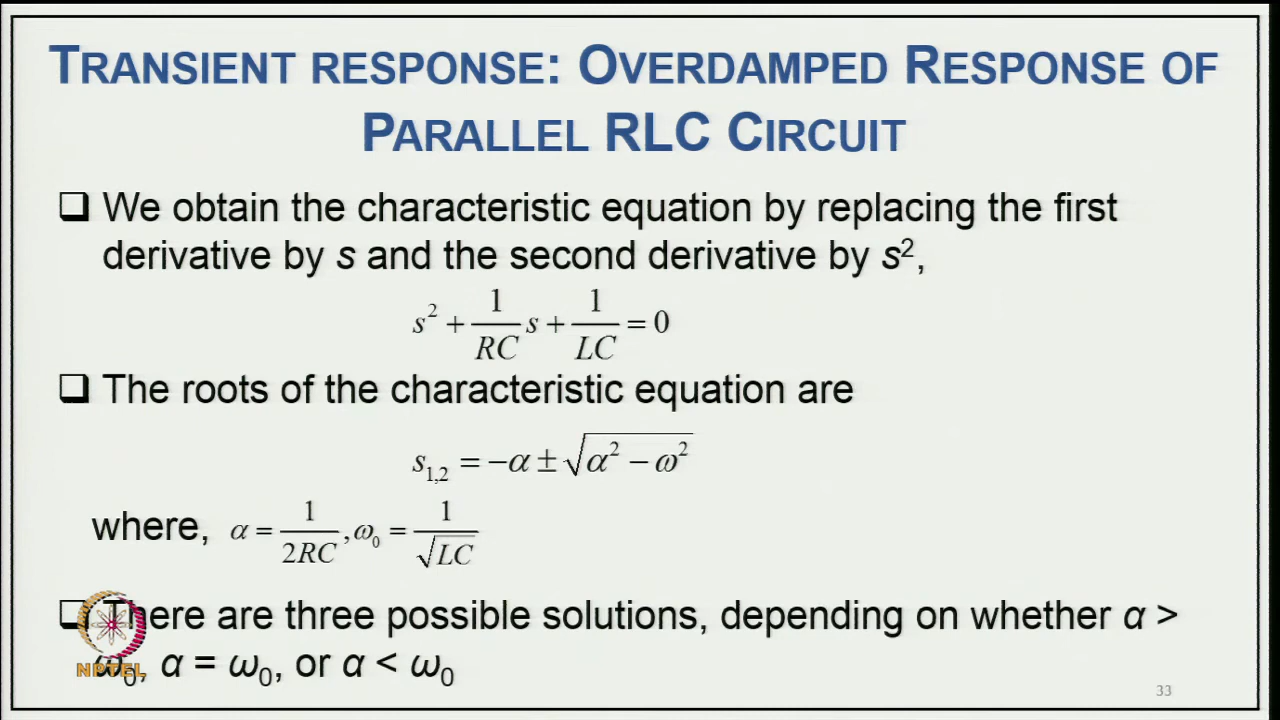 TRANSIENT RESPONSE: OVERDAMPED RESPONSE OF
PARALLEL RLC CIRCUIT
❑ We obtain the characteristic equation by replacing the first
derivative by s and the second derivative by s²,
s² + 1/RC s + 1/LC = 0
❑ The roots of the characteristic equation are
s₁,₂ = −α ± √(α² − ω²)
where, α = 1/2RC , ω₀ = 1/√LC
❑ There are three possible solutions, depending on whether α >
ω₀, α = ω₀, or α < ω₀
NPTEL
33